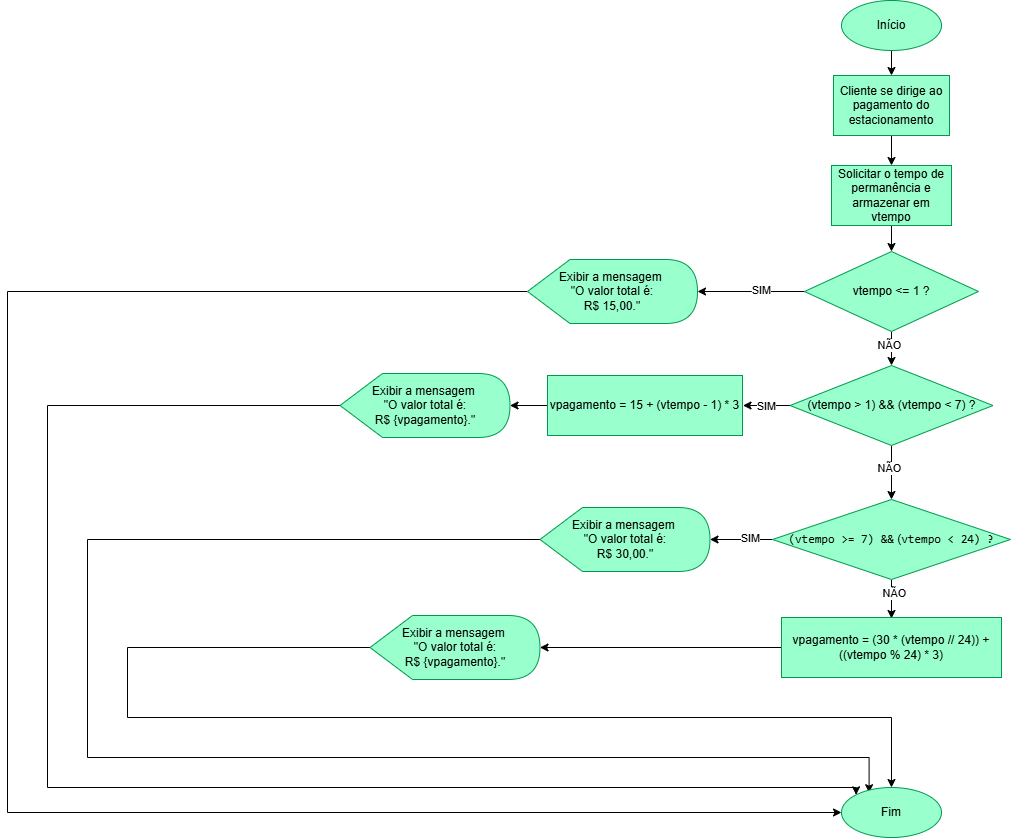 Início
Cliente se dirige ao
pagamento do
estacionamento
Solicitar o tempo de
permanência e
armazenar em
vtempo
vtempo <= 1 ?
SIM
Exibir a mensagem
"O valor total é:
R$ 15,00."
NÃO
(vtempo > 1) && (vtempo < 7) ?
SIM
vpagamento = 15 + (vtempo - 1) * 3
Exibir a mensagem
"O valor total é:
R$ {vpagamento}."
NÃO
(vtempo >= 7) && (vtempo < 24) ?
SIM
Exibir a mensagem
"O valor total é:
R$ 30,00."
NÃO
vpagamento = (30 * (vtempo // 24)) +
((vtempo % 24) * 3)
Exibir a mensagem
"O valor total é:
R$ {vpagamento}."
Fim